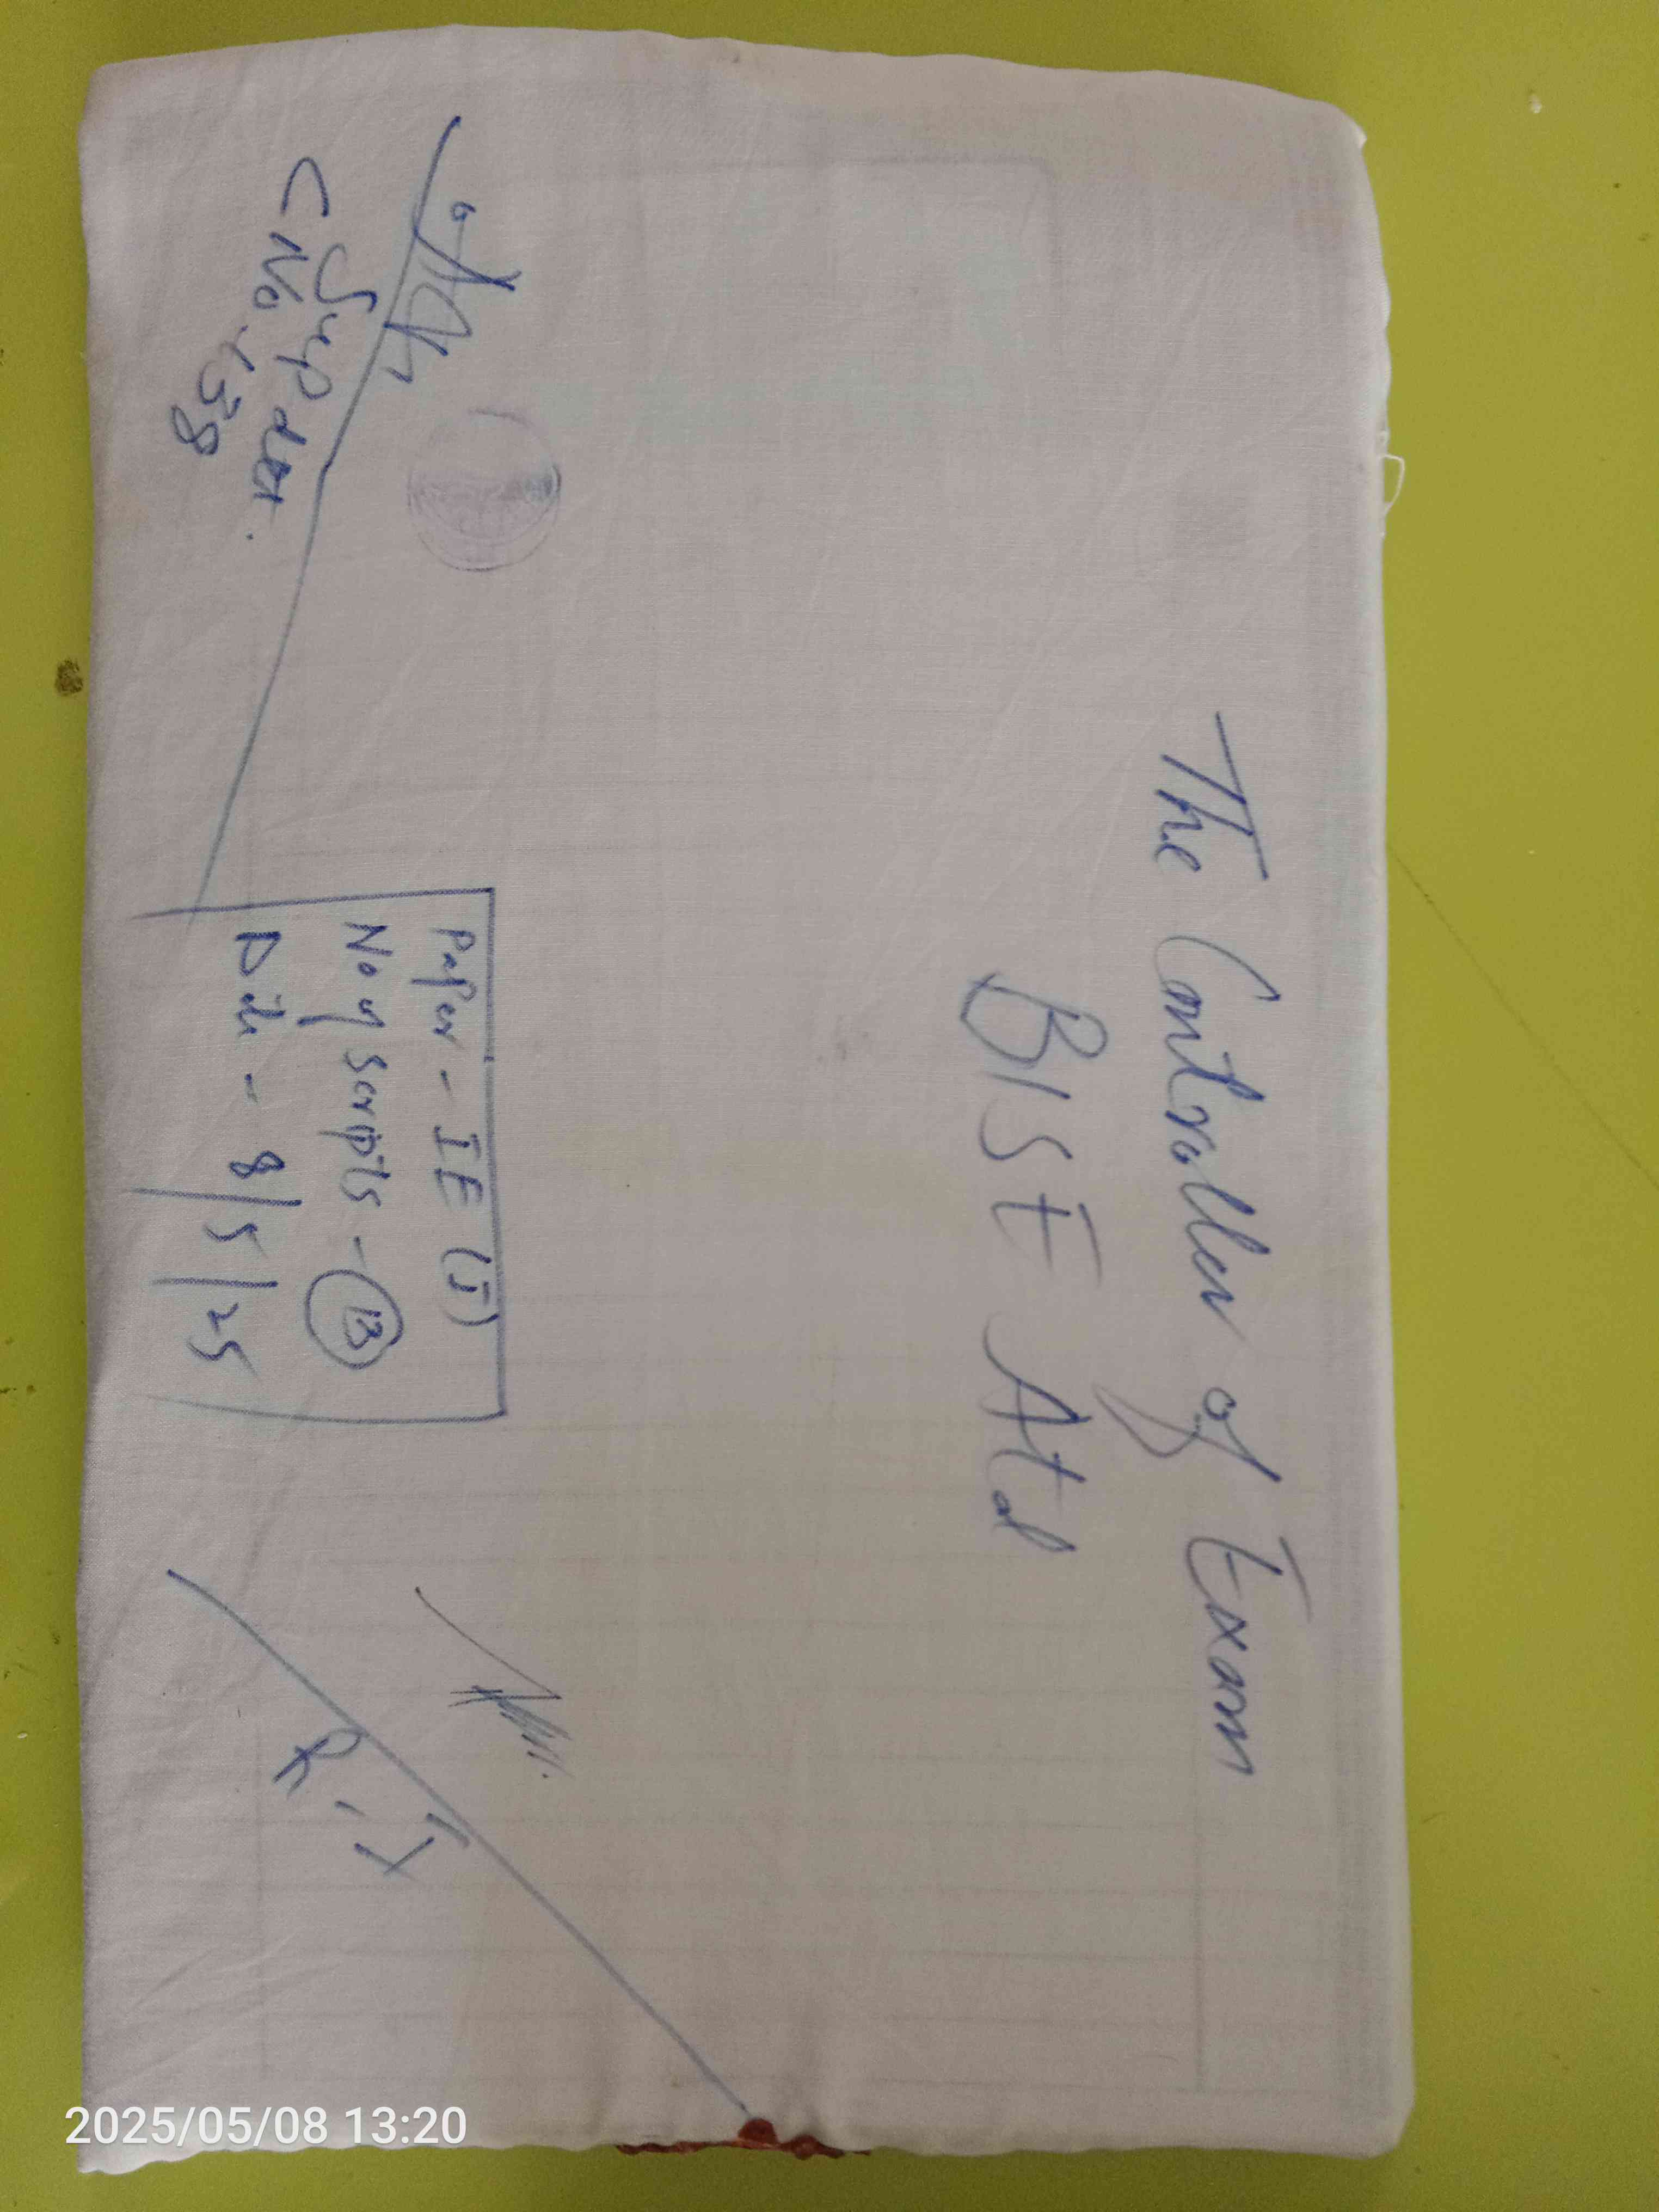 The Controller of Exam
BISE Atd
Paper - IE (I)
No of Scripts - 13
Date - 8/5/25
Supdett.
C No. 138
R.I
2025/05/08 13:20